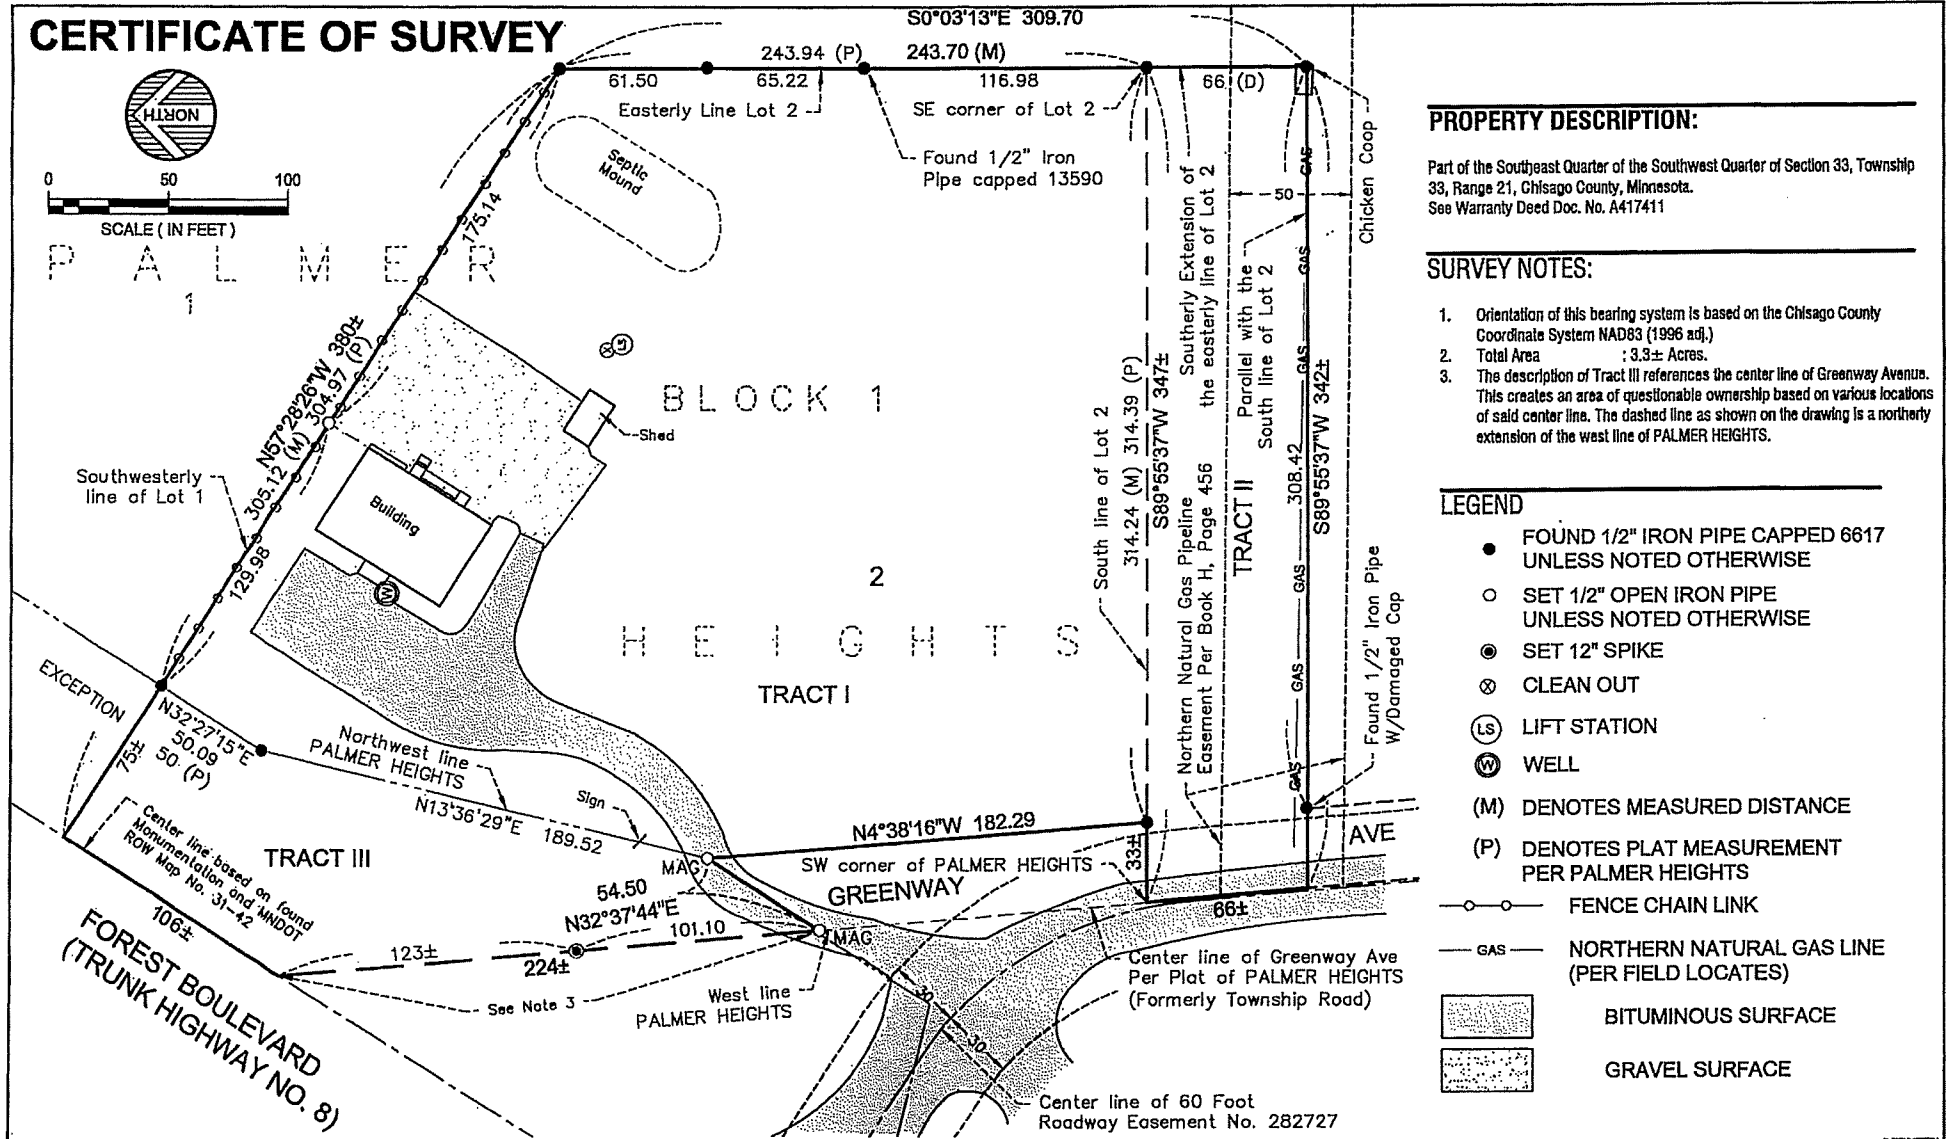 CERTIFICATE OF SURVEY
NORTH
0 50 100
SCALE ( IN FEET )
S0°03'13"E 309.70
243.94 (P) 243.70 (M)
61.50 65.22 116.98 66 (D)
Easterly Line Lot 2
SE corner of Lot 2
Found 1/2" Iron
Pipe capped 13590
Septic
Mound
175.14
PALMER
1
N57°28'26"W 380±
305.12 (M) 304.97 (P)
129.98
Southwesterly
line of Lot 1
LS
BLOCK 1
Shed
Building
W
2
HEIGHTS
TRACT I
South line of Lot 2
314.24 (M) 314.39 (P)
S89°55'37"W 347±
Southerly Extension of
the easterly line of Lot 2
Northern Natural Gas Pipeline
Easement Per Book H, Page 456
TRACT II
Parallel with the
South line of Lot 2
50
GAS
GAS
GAS
GAS
GAS
GAS
308.42
S89°55'37"W 342±
Chicken Coop
Found 1/2" Iron Pipe
W/Damaged Cap
EXCEPTION
N32°27'15"E
50.09
50 (P)
75±
Northwest line
PALMER HEIGHTS
N13°36'29"E 189.52
Sign
Center line based on found
Monumentation and MNDOT
ROW Map No. 31-42
TRACT III
106±
FOREST BOULEVARD
(TRUNK HIGHWAY NO. 8)
MAG
54.50
N32°37'44"E
101.10
123±
224±
MAG
See Note 3
West line
PALMER HEIGHTS
N4°38'16"W 182.29
SW corner of PALMER HEIGHTS
33±
GREENWAY
AVE
66±
30
30
Center line of Greenway Ave
Per Plat of PALMER HEIGHTS
(Formerly Township Road)
Center line of 60 Foot
Roadway Easement No. 282727
PROPERTY DESCRIPTION:
Part of the Southeast Quarter of the Southwest Quarter of Section 33, Township
33, Range 21, Chisago County, Minnesota.
See Warranty Deed Doc. No. A417411
SURVEY NOTES:
1. Orientation of this bearing system is based on the Chisago County
Coordinate System NAD83 (1996 adj.)
2. Total Area : 3.3± Acres.
3. The description of Tract III references the center line of Greenway Avenue.
This creates an area of questionable ownership based on various locations
of said center line. The dashed line as shown on the drawing is a northerly
extension of the west line of PALMER HEIGHTS.
LEGEND
FOUND 1/2" IRON PIPE CAPPED 6617
UNLESS NOTED OTHERWISE
SET 1/2" OPEN IRON PIPE
UNLESS NOTED OTHERWISE
SET 12" SPIKE
CLEAN OUT
LS LIFT STATION
W WELL
(M) DENOTES MEASURED DISTANCE
(P) DENOTES PLAT MEASUREMENT
PER PALMER HEIGHTS
FENCE CHAIN LINK
GAS NORTHERN NATURAL GAS LINE
(PER FIELD LOCATES)
BITUMINOUS SURFACE
GRAVEL SURFACE